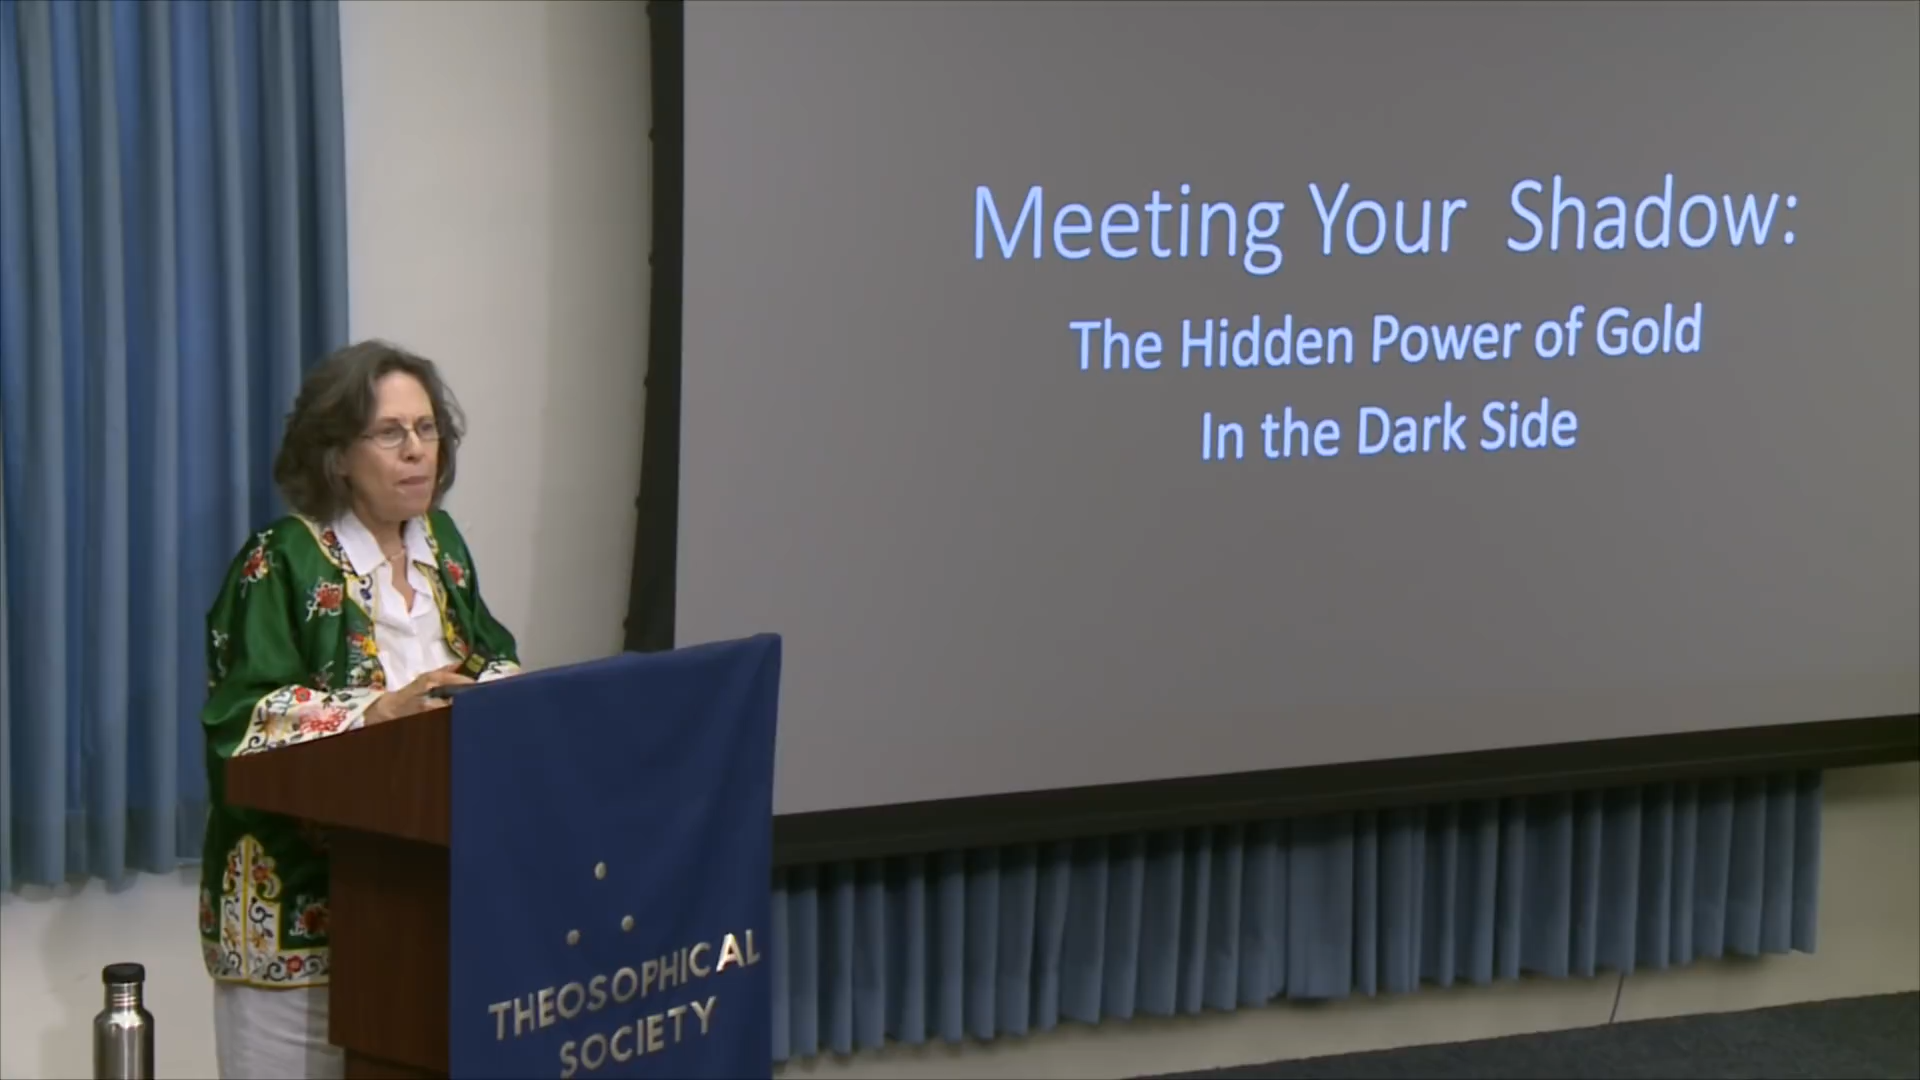 Meeting Your Shadow:
The Hidden Power of Gold
In the Dark Side
THEOSOPHICAL
SOCIETY